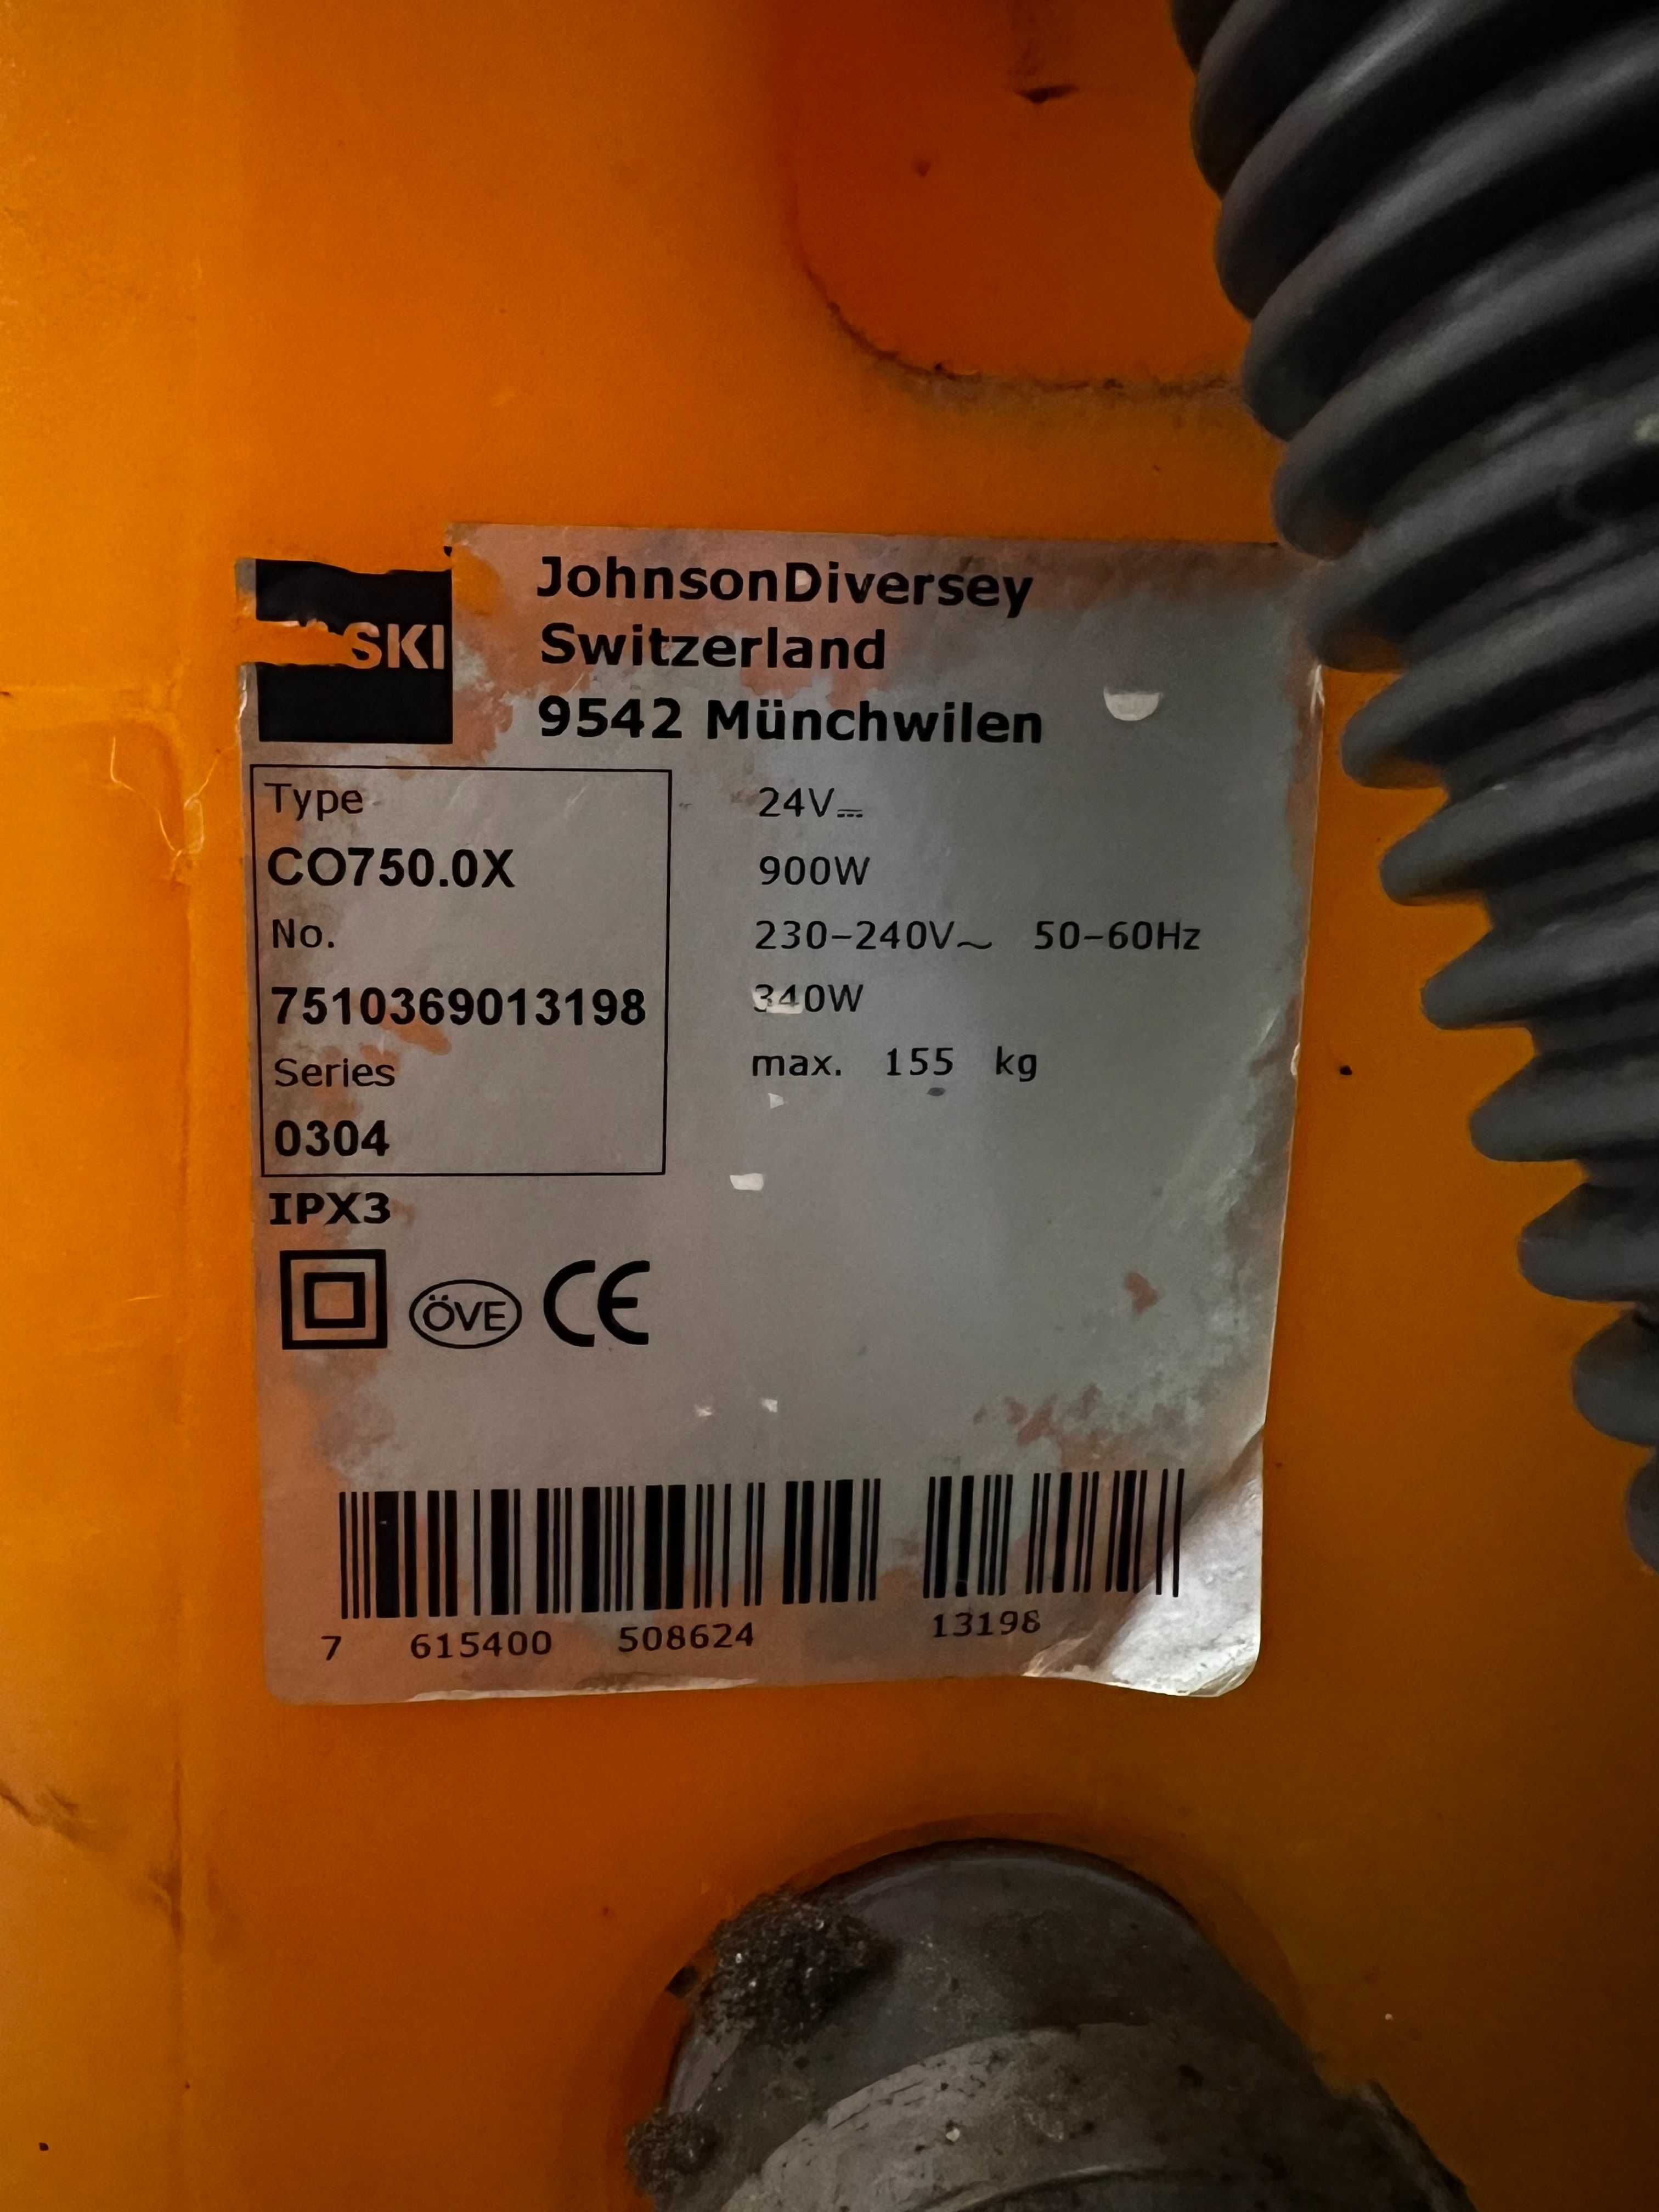 SKI
JohnsonDiversey
Switzerland
9542 Münchwilen
Type
CO750.0X
No.
7510369013198
Series
0304
IPX3
24V⎓
900W
230–240V~ 50–60Hz
340W
max. 155 kg
ÖVE CE
7 615400 508624 13198